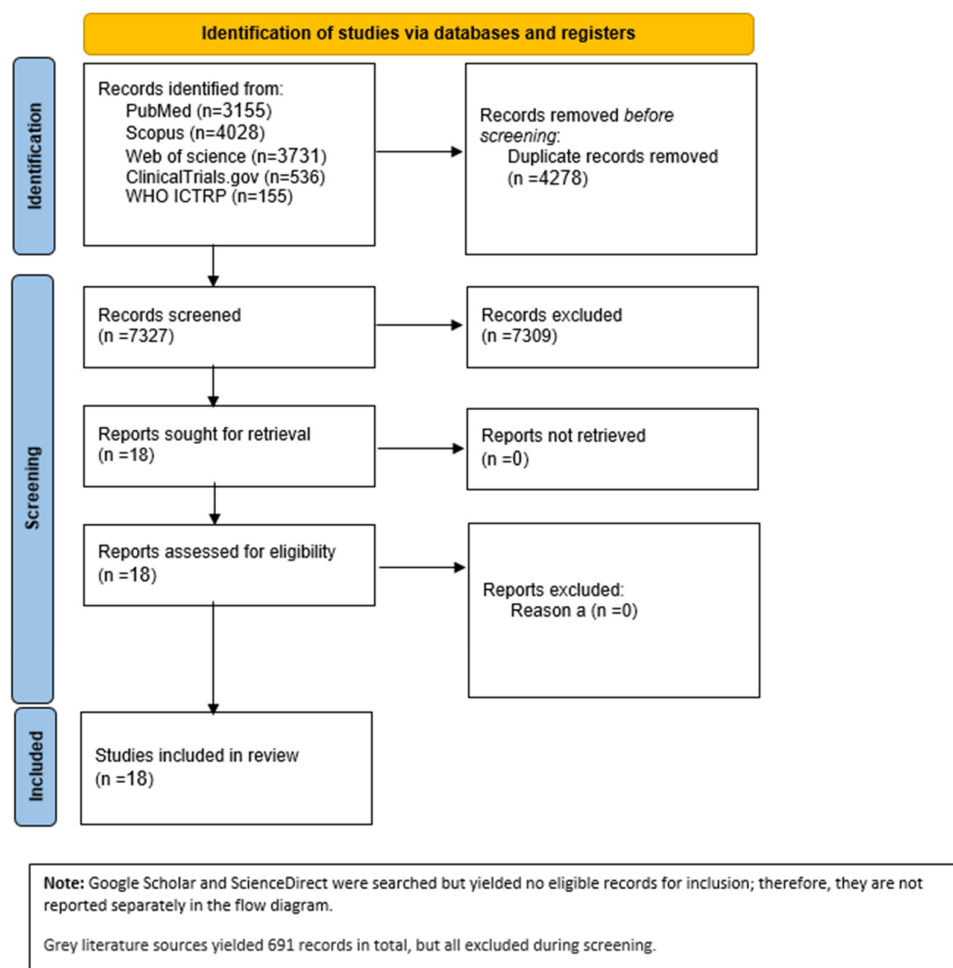 Identification of studies via databases and registers
Identification
Records identified from:
PubMed (n=3155)
Scopus (n=4028)
Web of science (n=3731)
ClinicalTrials.gov (n=536)
WHO ICTRP (n=155)
Records removed before
screening:
Duplicate records removed
(n =4278)
Screening
Records screened
(n =7327)
Records excluded
(n =7309)
Reports sought for retrieval
(n =18)
Reports not retrieved
(n =0)
Reports assessed for eligibility
(n =18)
Reports excluded:
Reason a (n =0)
Included
Studies included in review
(n =18)
Note: Google Scholar and ScienceDirect were searched but yielded no eligible records for inclusion; therefore, they are not
reported separately in the flow diagram.
Grey literature sources yielded 691 records in total, but all excluded during screening.